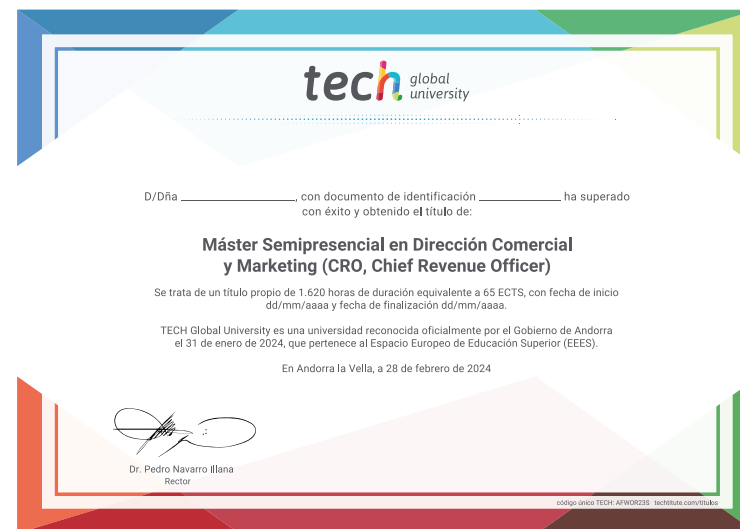 tech global university
D/Dña ______________, con documento de identificación ______________ ha superado
con éxito y obtenido el título de:
Máster Semipresencial en Dirección Comercial
y Marketing (CRO, Chief Revenue Officer)
Se trata de un título propio de 1.620 horas de duración equivalente a 65 ECTS, con fecha de inicio
dd/mm/aaaa y fecha de finalización dd/mm/aaaa.
TECH Global University es una universidad reconocida oficialmente por el Gobierno de Andorra
el 31 de enero de 2024, que pertenece al Espacio Europeo de Educación Superior (EEES).
En Andorra la Vella, a 28 de febrero de 2024
Dr. Pedro Navarro Illana
Rector
código único TECH: AFWOR23S techtitute.com/titulos